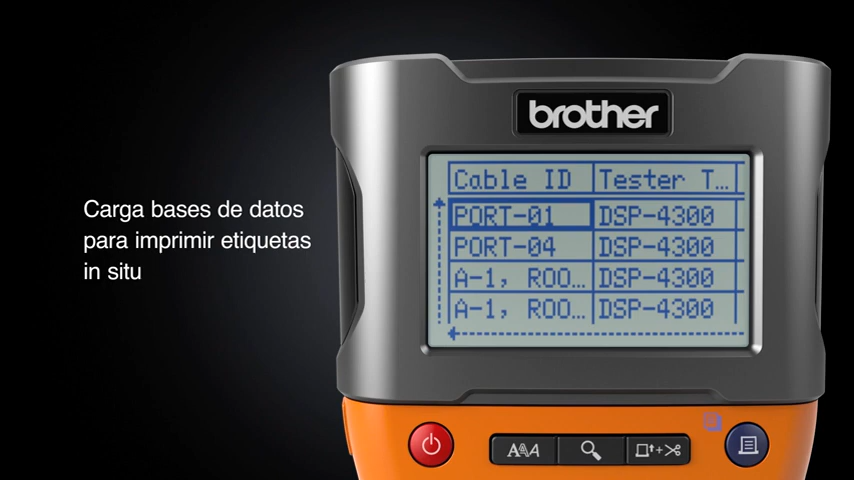 brother
Cable ID Tester T...
PORT-01 DSP-4300
PORT-04 DSP-4300
A-1, ROO... DSP-4300
A-1, ROO... DSP-4300
Carga bases de datos
para imprimir etiquetas
in situ
AAA